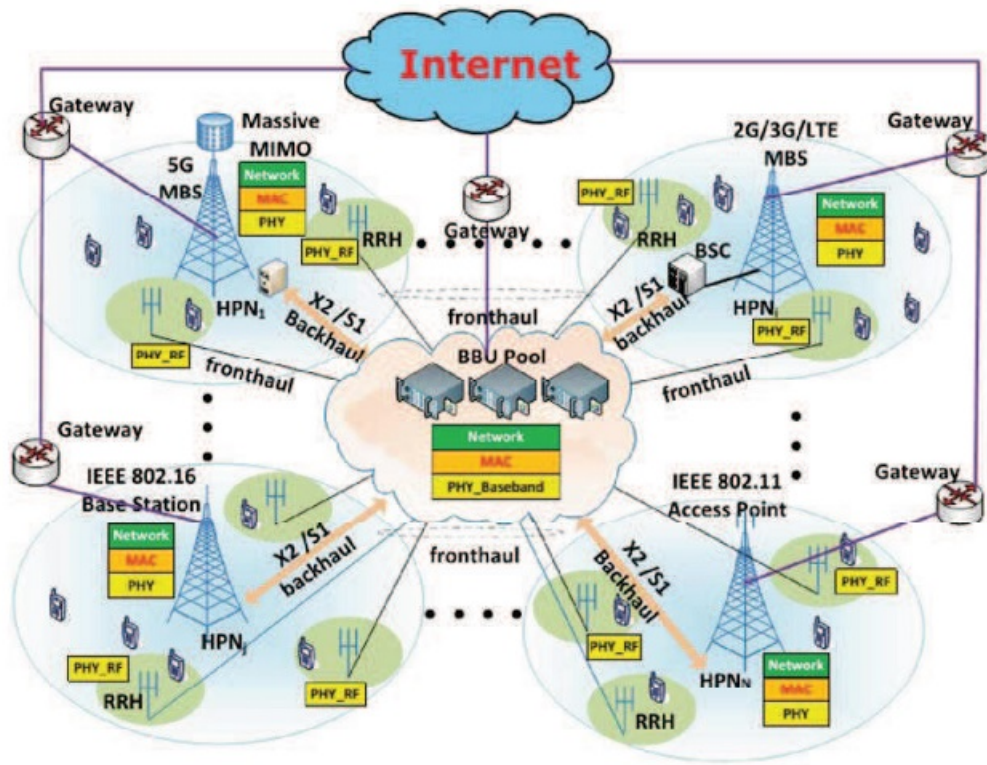 Internet
Gateway
Massive
MIMO
5G
MBS
Network
MAC
PHY
PHY_RF
RRH
HPN1
PHY_RF
X2 /S1
Backhaul
fronthaul
Gateway
fronthaul
2G/3G/LTE
MBS
Gateway
PHY_RF
RRH
BSC
Network
MAC
PHY
HPNi
PHY_RF
X2 /S1
backhaul
fronthaul
BBU Pool
Network
MAC
PHY_Baseband
Gateway
IEEE 802.16
Base Station
Network
MAC
PHY
HPNj
X2 /S1
backhaul
fronthaul
PHY_RF
RRH
PHY_RF
Gateway
IEEE 802.11
Access Point
X2 /S1
Backhaul
PHY_RF
PHY_RF
HPNN
RRH
Network
MAC
PHY